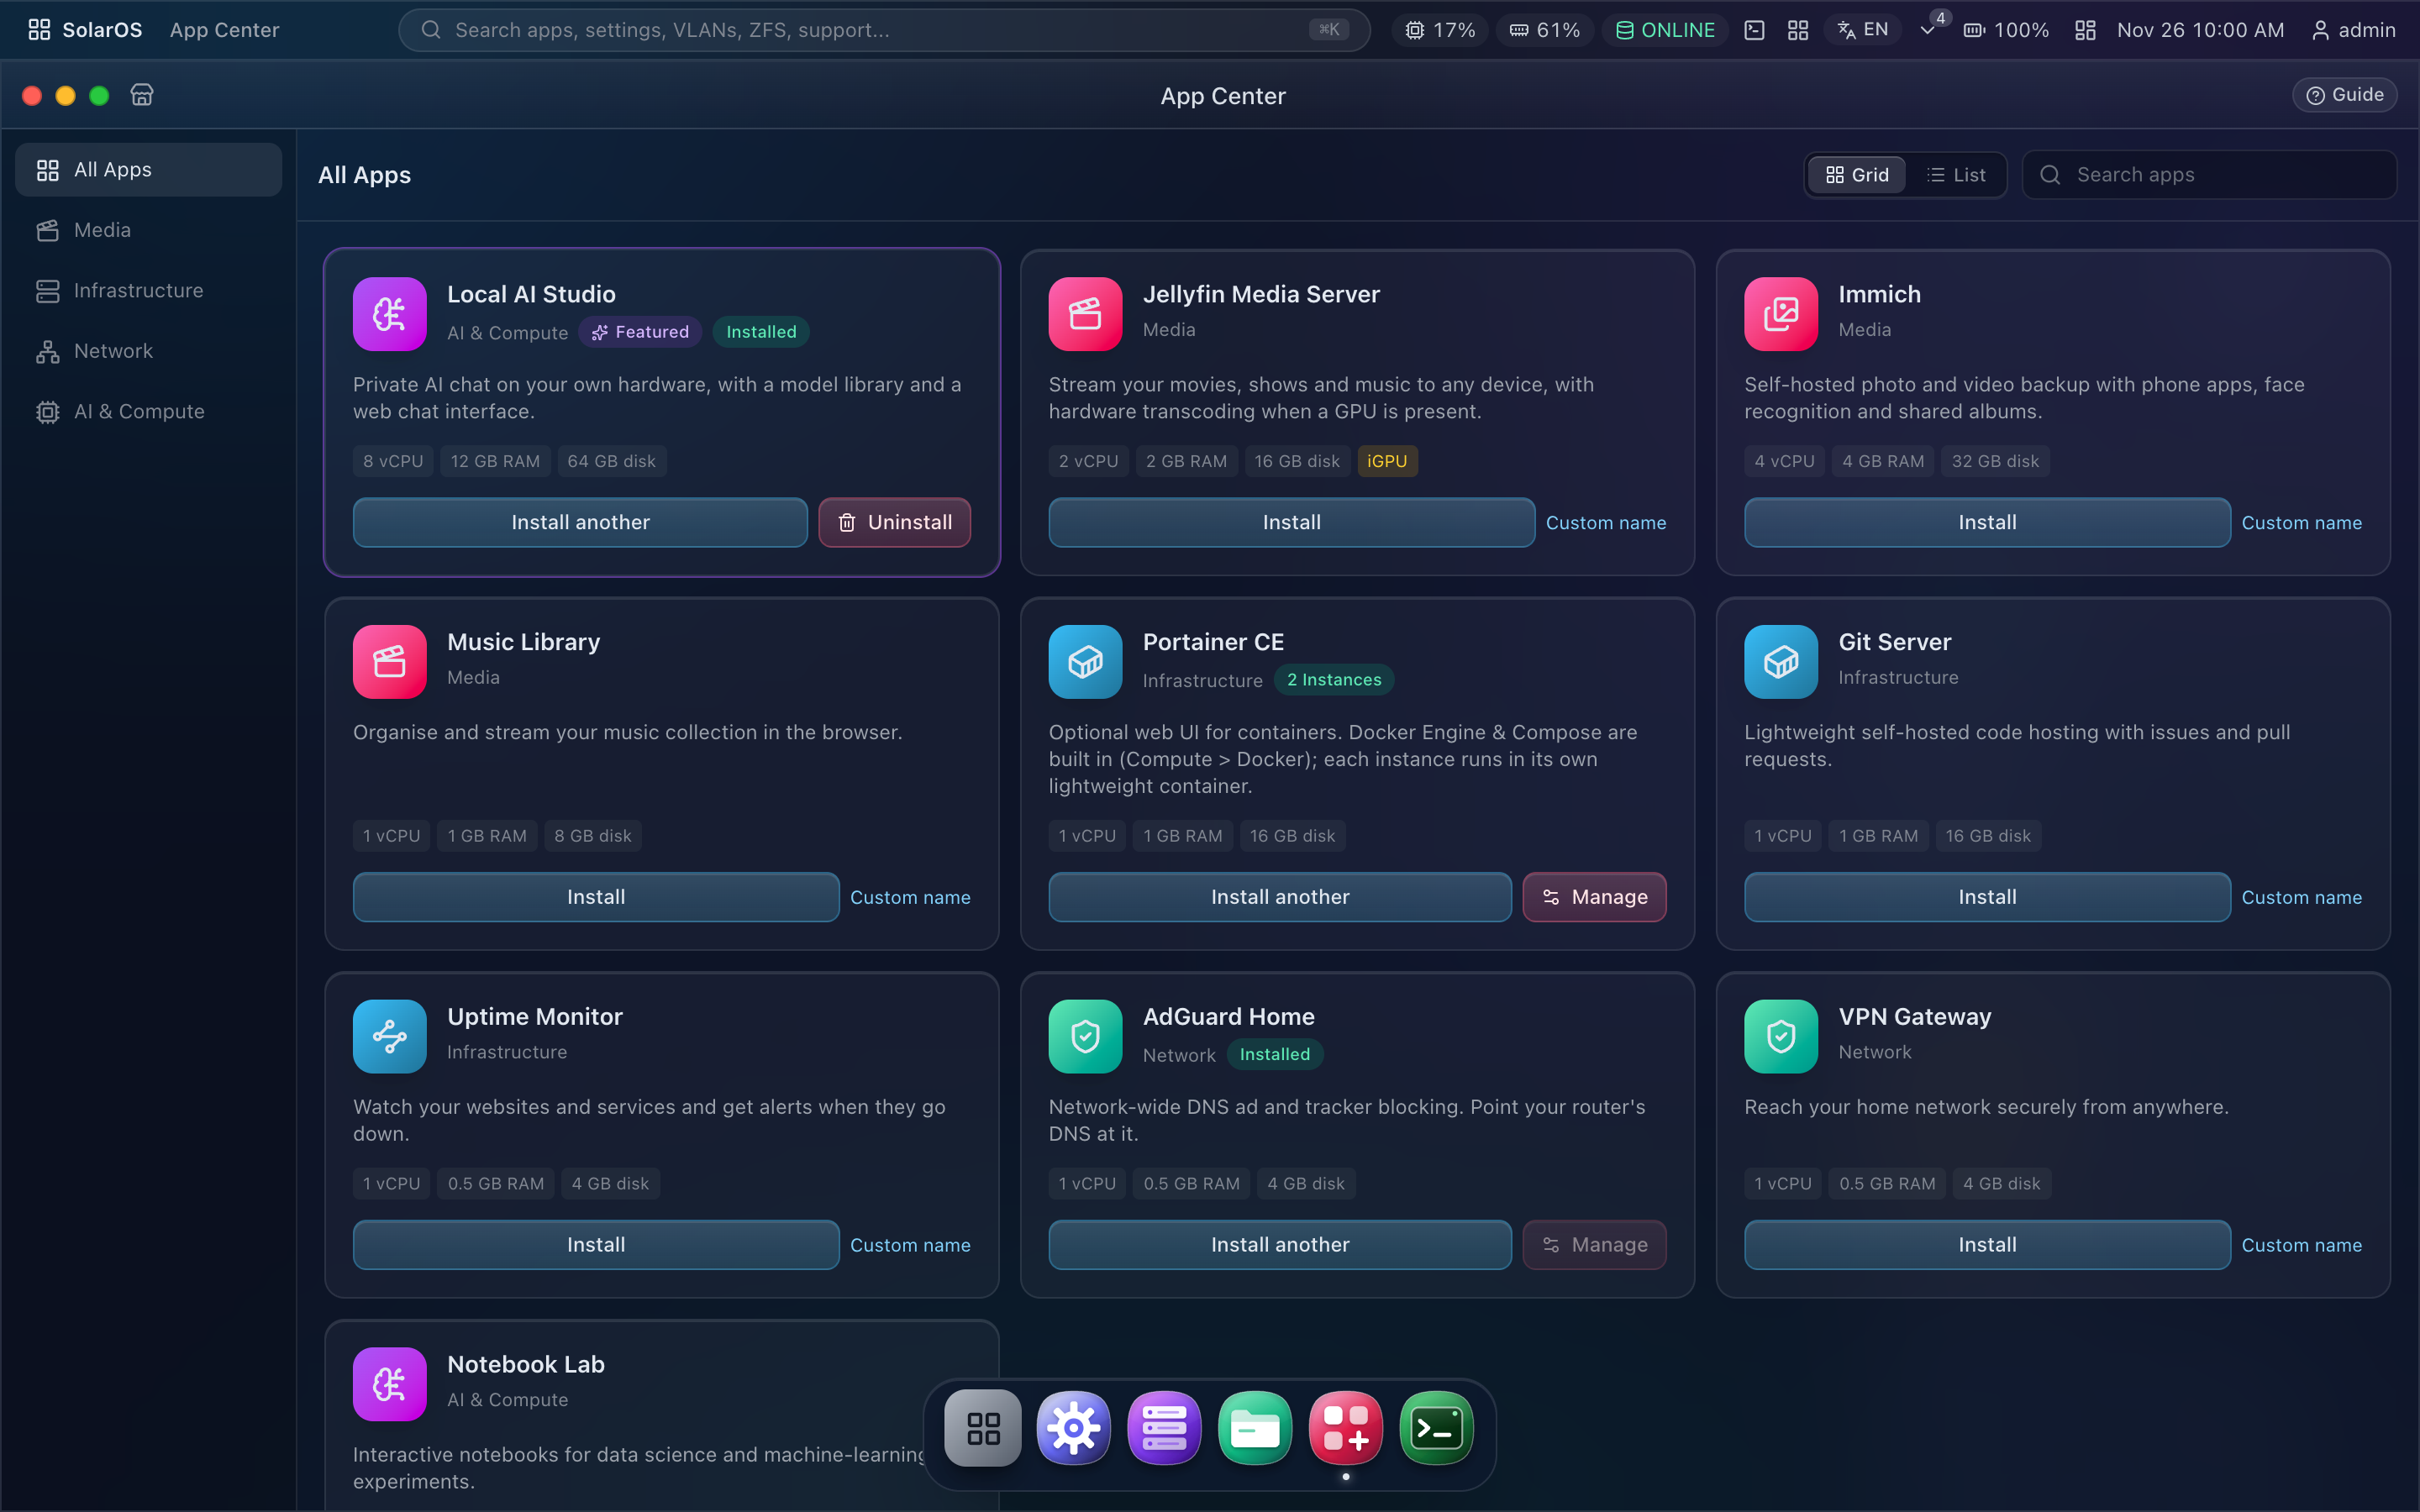 SolarOS App Center Search apps, settings, VLANs, ZFS, support... ⌘K 17% 61% ONLINE EN 4 100% Nov 26 10:00 AM admin
App Center Guide
All Apps
Media
Infrastructure
Network
AI & Compute
All Apps Grid List Search apps
Local AI Studio
AI & Compute Featured Installed
Private AI chat on your own hardware, with a model library and a
web chat interface.
8 vCPU 12 GB RAM 64 GB disk
Install another Uninstall
Jellyfin Media Server
Media
Stream your movies, shows and music to any device, with
hardware transcoding when a GPU is present.
2 vCPU 2 GB RAM 16 GB disk iGPU
Install Custom name
Immich
Media
Self-hosted photo and video backup with phone apps, face
recognition and shared albums.
4 vCPU 4 GB RAM 32 GB disk
Install Custom name
Music Library
Media
Organise and stream your music collection in the browser.
1 vCPU 1 GB RAM 8 GB disk
Install Custom name
Portainer CE
Infrastructure 2 Instances
Optional web UI for containers. Docker Engine & Compose are
built in (Compute > Docker); each instance runs in its own
lightweight container.
1 vCPU 1 GB RAM 16 GB disk
Install another Manage
Git Server
Infrastructure
Lightweight self-hosted code hosting with issues and pull
requests.
1 vCPU 1 GB RAM 16 GB disk
Install Custom name
Uptime Monitor
Infrastructure
Watch your websites and services and get alerts when they go
down.
1 vCPU 0.5 GB RAM 4 GB disk
Install Custom name
AdGuard Home
Network Installed
Network-wide DNS ad and tracker blocking. Point your router's
DNS at it.
1 vCPU 0.5 GB RAM 4 GB disk
Install another Manage
VPN Gateway
Network
Reach your home network securely from anywhere.
1 vCPU 0.5 GB RAM 4 GB disk
Install Custom name
Notebook Lab
AI & Compute
Interactive notebooks for data science and machine-learning
experiments.